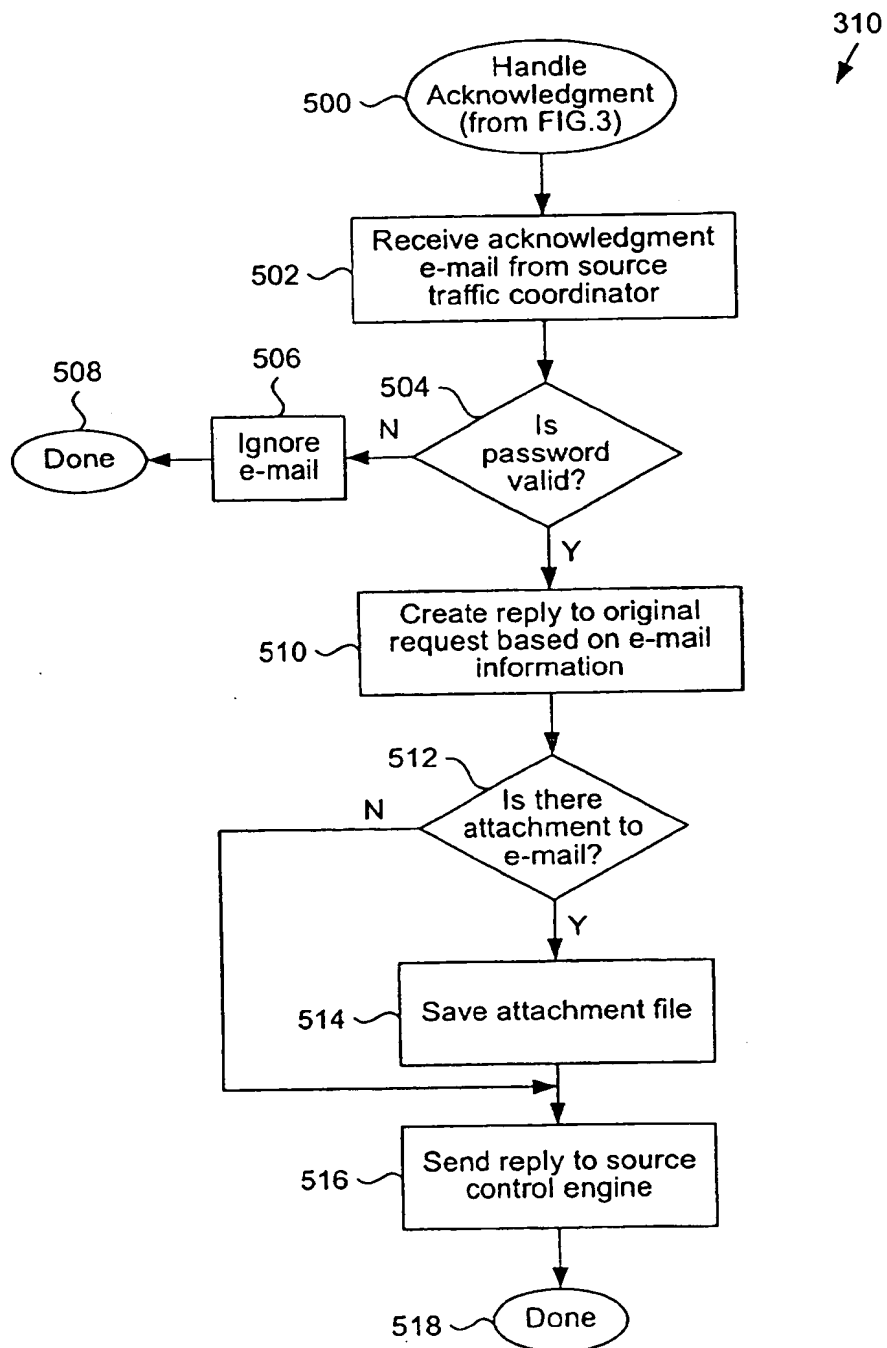 310
Handle
Acknowledgment
(from FIG.3)
500
Receive acknowledgment
e-mail from source
traffic coordinator
502
504
Is
password
valid?
N
506
Ignore
e-mail
508
Done
Y
Create reply to original
request based on e-mail
information
510
512
Is there
attachment to
e-mail?
N
Y
Save attachment file
514
Send reply to source
control engine
516
Done
518